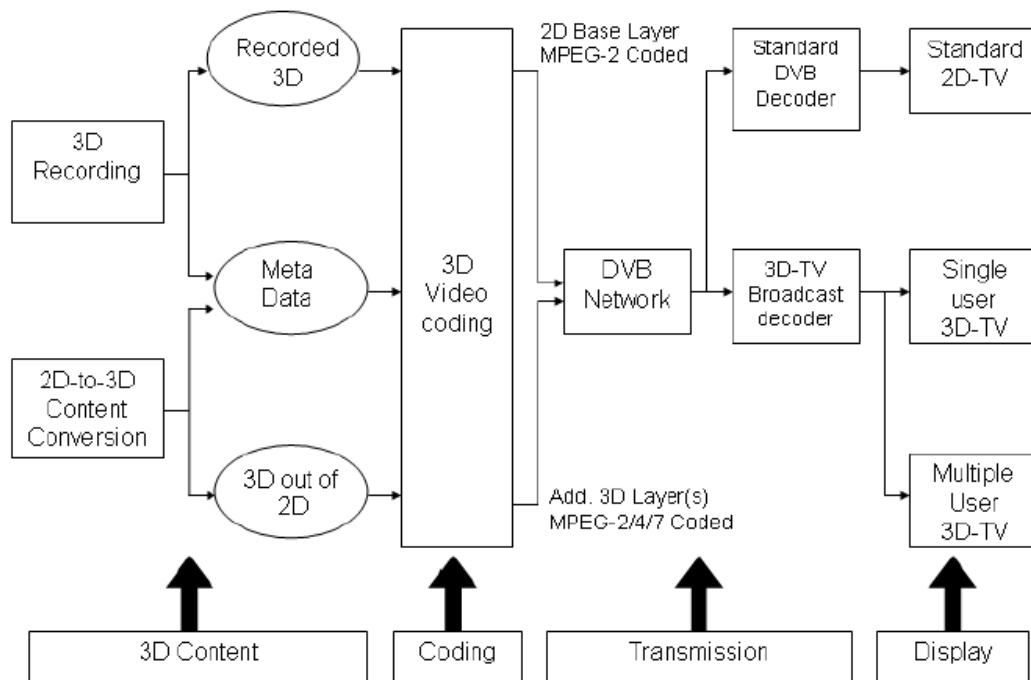 Recorded
3D
2D Base Layer
MPEG-2 Coded
Standard
DVB
Decoder
Standard
2D-TV
3D
Recording
Meta
Data
3D
Video
coding
DVB
Network
3D-TV
Broadcast
decoder
Single
user
3D-TV
2D-to-3D
Content
Conversion
3D out of
2D
Add. 3D Layer(s)
MPEG-2/4/7 Coded
Multiple
User
3D-TV
3D Content
Coding
Transmission
Display